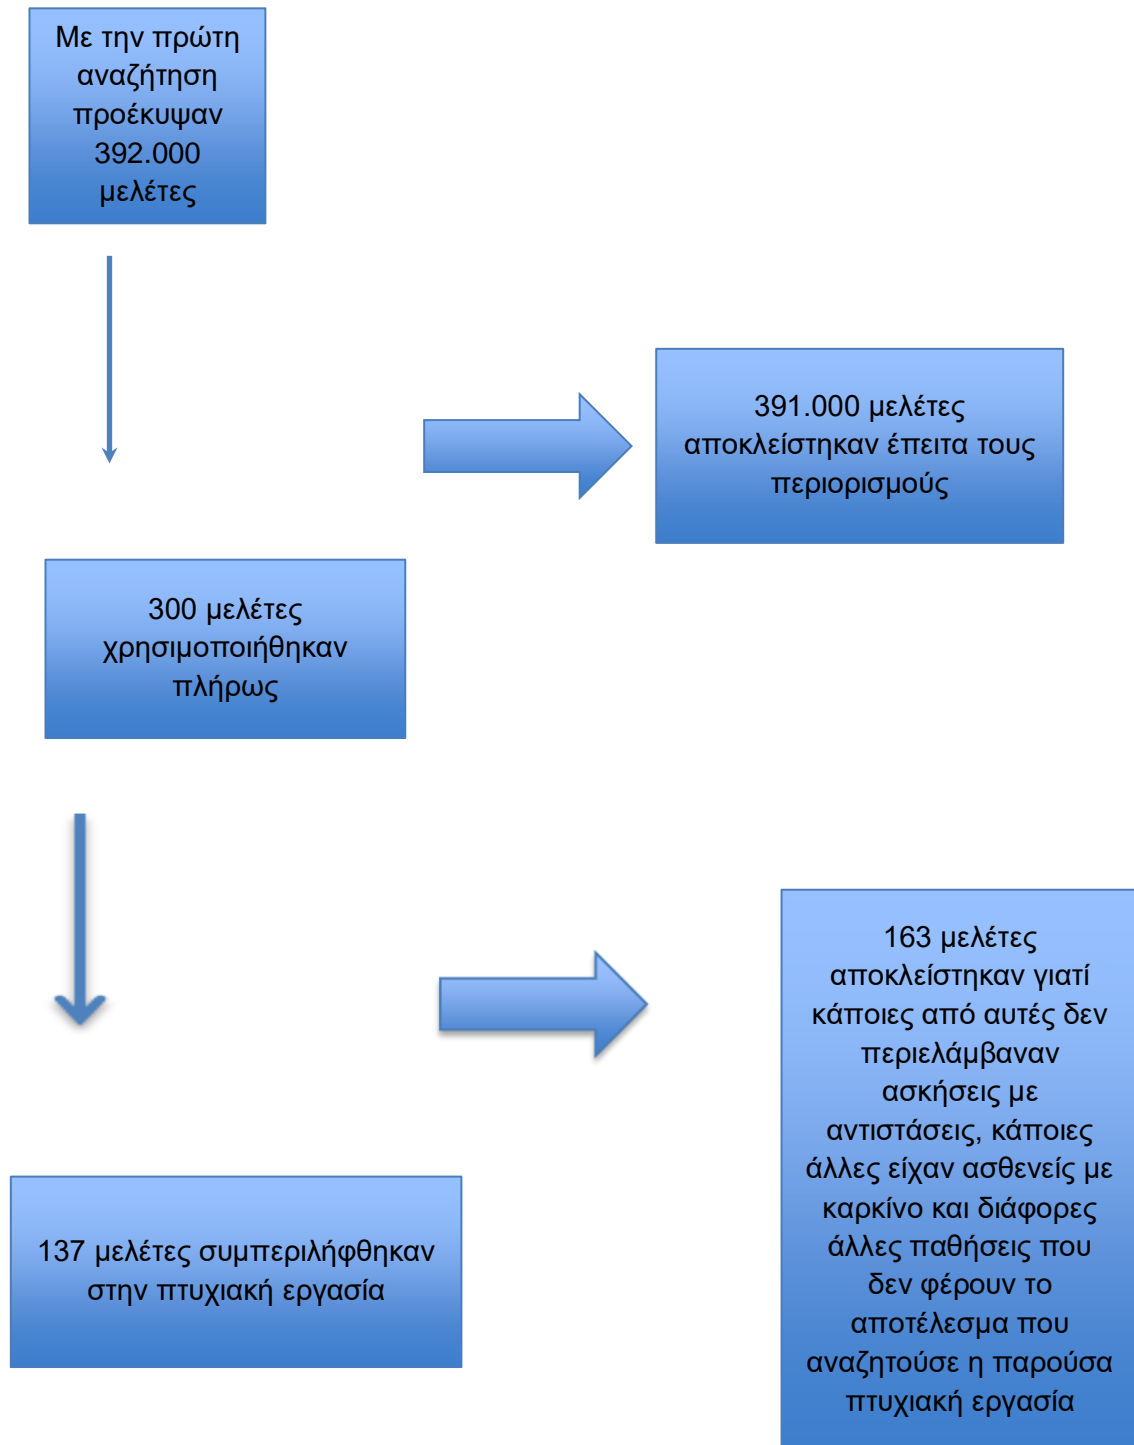 Με την πρώτη
αναζήτηση
προέκυψαν
392.000
μελέτες
391.000 μελέτες
αποκλείστηκαν έπειτα τους
περιορισμούς
300 μελέτες
χρησιμοποιήθηκαν
πλήρως
163 μελέτες
αποκλείστηκαν γιατί
κάποιες από αυτές δεν
περιελάμβαναν
ασκήσεις με
αντιστάσεις, κάποιες
άλλες είχαν ασθενείς με
καρκίνο και διάφορες
άλλες παθήσεις που
δεν φέρουν το
αποτέλεσμα που
αναζητούσε η παρούσα
πτυχιακή εργασία
137 μελέτες συμπεριλήφθηκαν
στην πτυχιακή εργασία